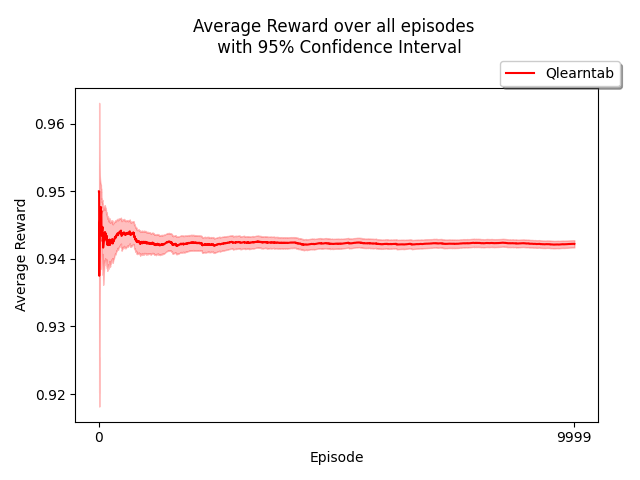 Average Reward over all episodes
with 95% Confidence Interval
Qlearntab
0.96
0.95
0.94
0.93
0.92
Average Reward
0
9999
Episode